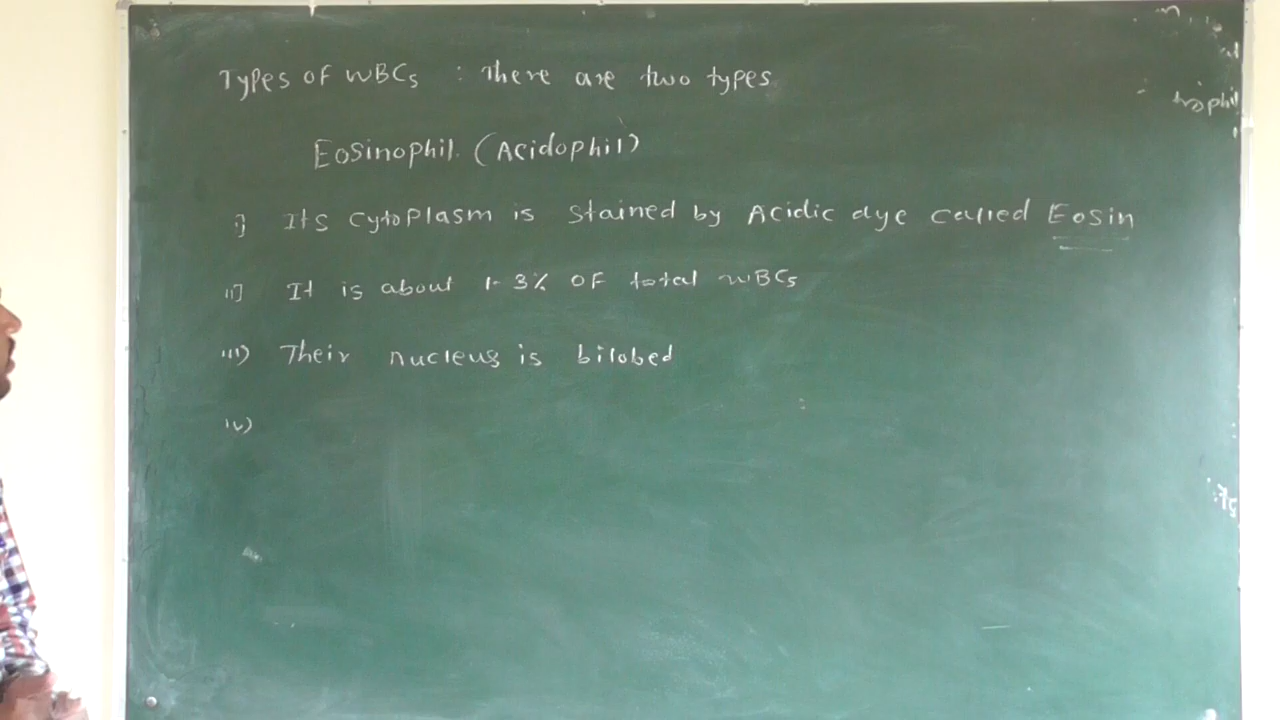 Types OF WBCs : There are two types
Eosinophil. (Acidophil)
i] Its cytoplasm is stained by Acidic dye called Eosin
ii] It is about 1-3% OF total WBCs
iii) Their nucleus is bilobed
iv)